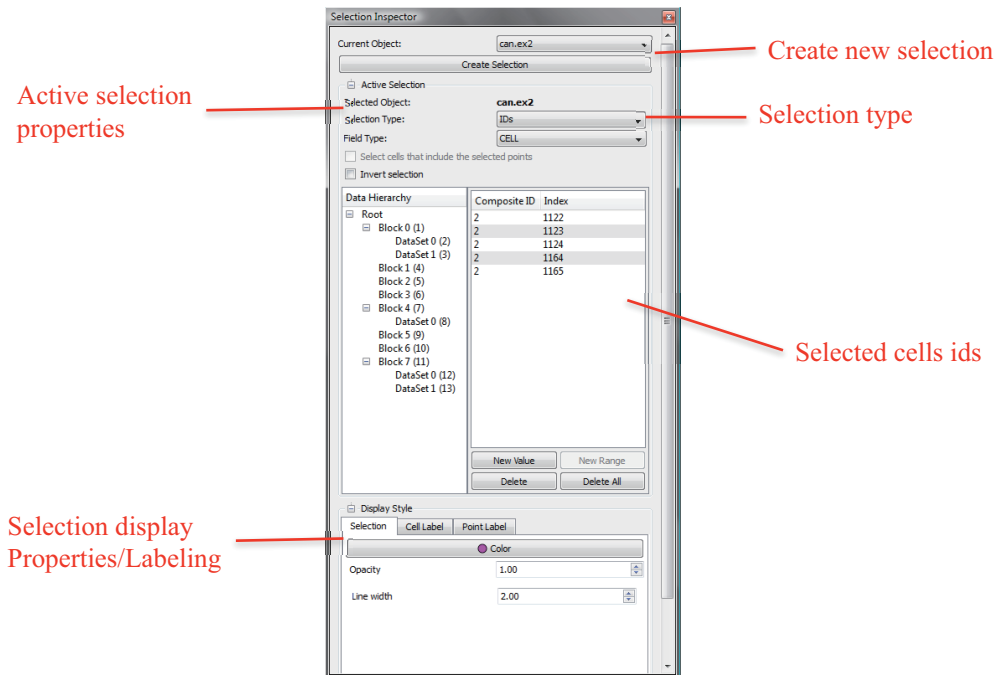 Selection Inspector
Current Object:
can.ex2
Create new selection
Create Selection
Active Selection
Active selection
properties
Selected Object:
can.ex2
Selection Type:
IDs
Selection type
Field Type:
CELL
Select cells that include the selected points
Invert selection
Data Hierarchy
Root
Block 0 (1)
DataSet 0 (2)
DataSet 1 (3)
Block 1 (4)
Block 2 (5)
Block 3 (6)
Block 4 (7)
DataSet 0 (8)
Block 5 (9)
Block 6 (10)
Block 7 (11)
DataSet 0 (12)
DataSet 1 (13)
Composite ID Index
2 1122
2 1123
2 1124
2 1164
2 1165
Selected cells ids
New Value
New Range
Delete
Delete All
Display Style
Selection display
Properties/Labeling
Selection
Cell Label
Point Label
Color
Opacity
1.00
Line width
2.00